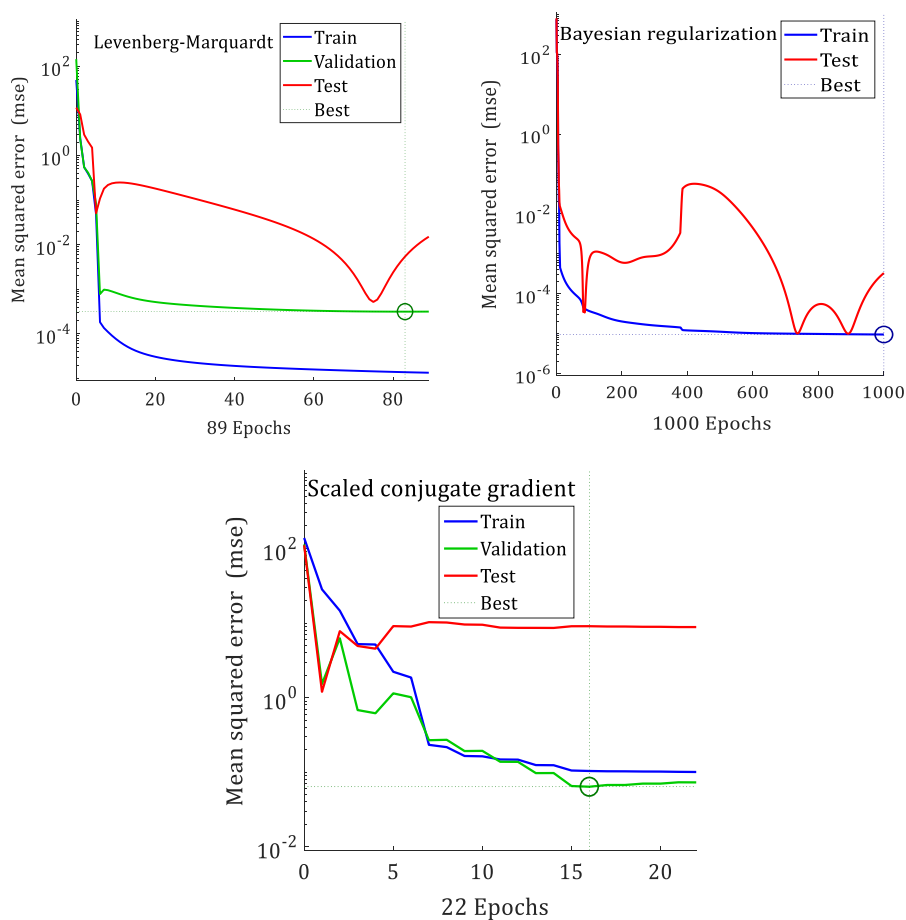 Levenberg-Marquardt
Train
Validation
Test
Best
Mean squared error (mse)
10^2
10^0
10^-2
10^-4
0 20 40 60 80
89 Epochs
Bayesian regularization
Train
Test
Best
Mean squared error (mse)
10^2
10^0
10^-2
10^-4
10^-6
0 200 400 600 800 1000
1000 Epochs
Scaled conjugate gradient
Train
Validation
Test
Best
Mean squared error (mse)
10^2
10^0
10^-2
0 5 10 15 20
22 Epochs